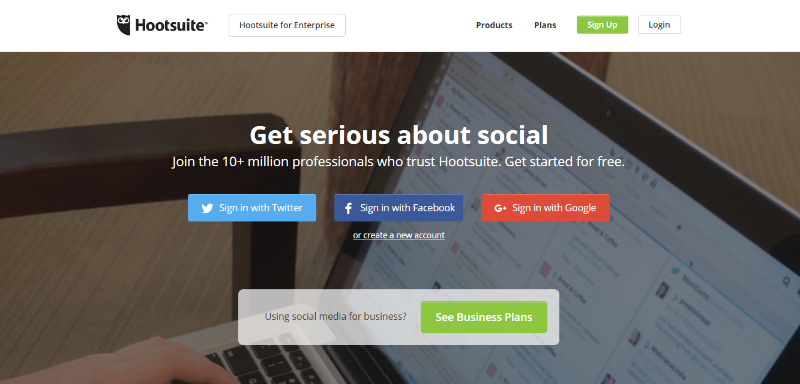 Hootsuite™
Hootsuite for Enterprise
Products
Plans
Sign Up
Login
Get serious about social
Join the 10+ million professionals who trust Hootsuite. Get started for free.
Sign in with Twitter
Sign in with Facebook
Sign in with Google
or create a new account
Using social media for business?
See Business Plans
Mentions